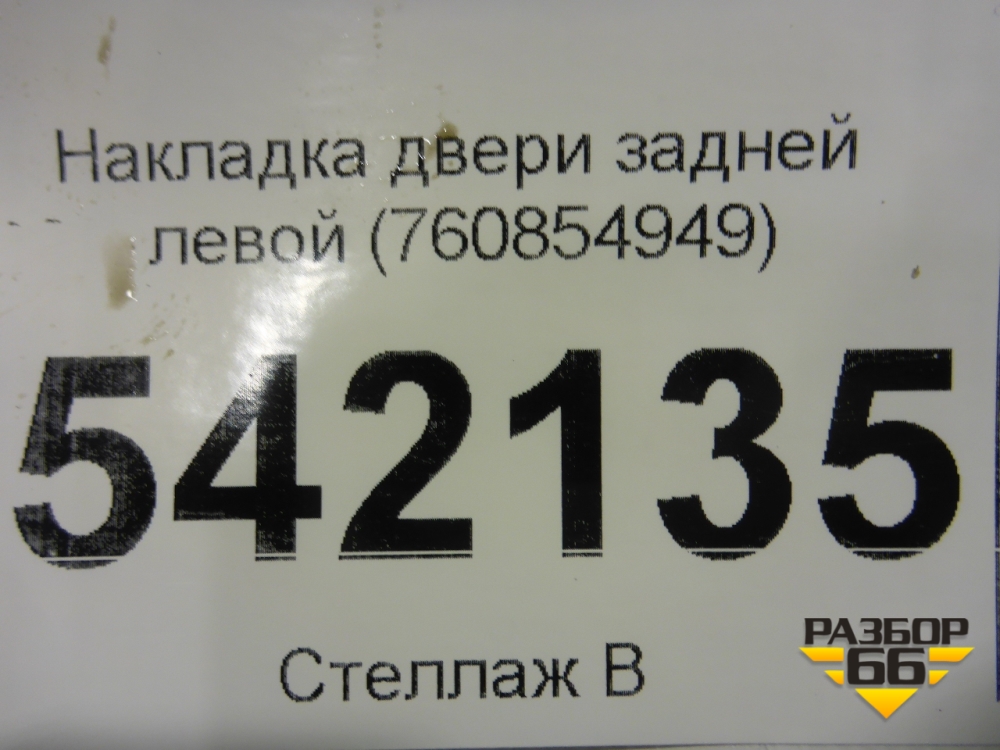 Накладка двери задней
левой (760854949)
542135
Стеллаж В
РАЗБОР
66